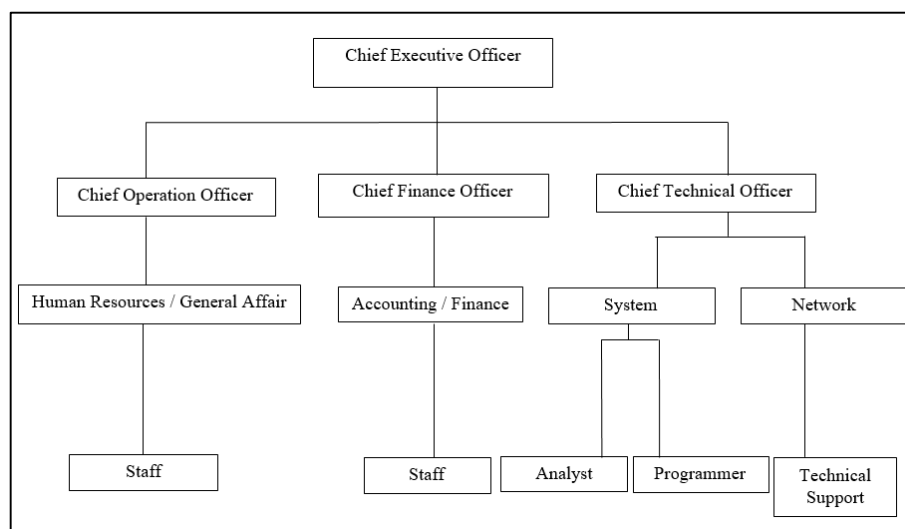 Chief Executive Officer
Chief Operation Officer
Chief Finance Officer
Chief Technical Officer
Human Resources / General Affair
Accounting / Finance
System
Network
Staff
Staff
Analyst
Programmer
Technical
Support